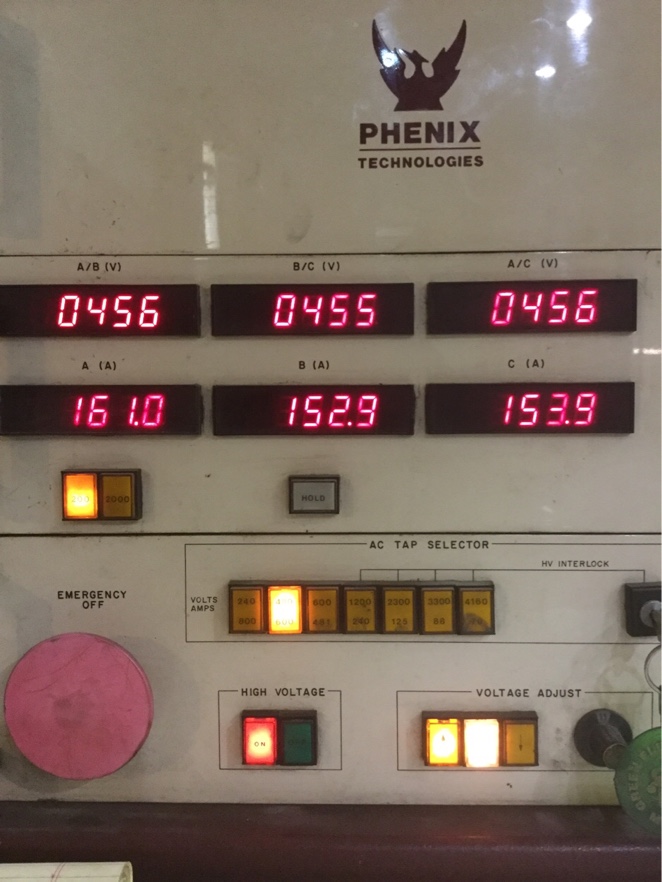 PHENIX
TECHNOLOGIES
A/B (V) B/C (V) A/C (V)
0456 0455 0456
A (A) B (A) C (A)
161.0 152.9 153.9
2000 HOLD
AC TAP SELECTOR
HV INTERLOCK
EMERGENCY
OFF
VOLTS 240 600 1200 2300 3300 4160
AMPS 800 481 240 125 86
HIGH VOLTAGE VOLTAGE ADJUST
ON